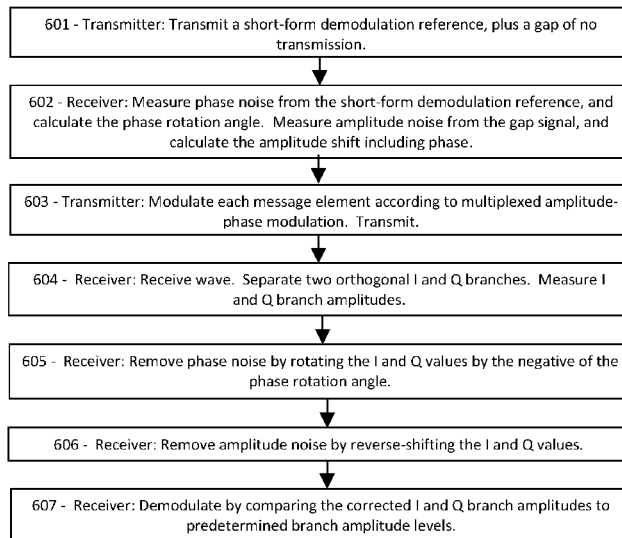 601 - Transmitter: Transmit a short-form demodulation reference, plus a gap of no
transmission.
602 - Receiver: Measure phase noise from the short-form demodulation reference, and
calculate the phase rotation angle.  Measure amplitude noise from the gap signal, and
calculate the amplitude shift including phase.
603 - Transmitter: Modulate each message element according to multiplexed amplitude-
phase modulation.  Transmit.
604 -  Receiver: Receive wave.  Separate two orthogonal I and Q branches.  Measure I
and Q branch amplitudes.
605 - Receiver: Remove phase noise by rotating the I and Q values by the negative of the
phase rotation angle.
606 -  Receiver: Remove amplitude noise by reverse-shifting the I and Q values.
607 - Receiver: Demodulate by comparing the corrected I and Q branch amplitudes to
predetermined branch amplitude levels.